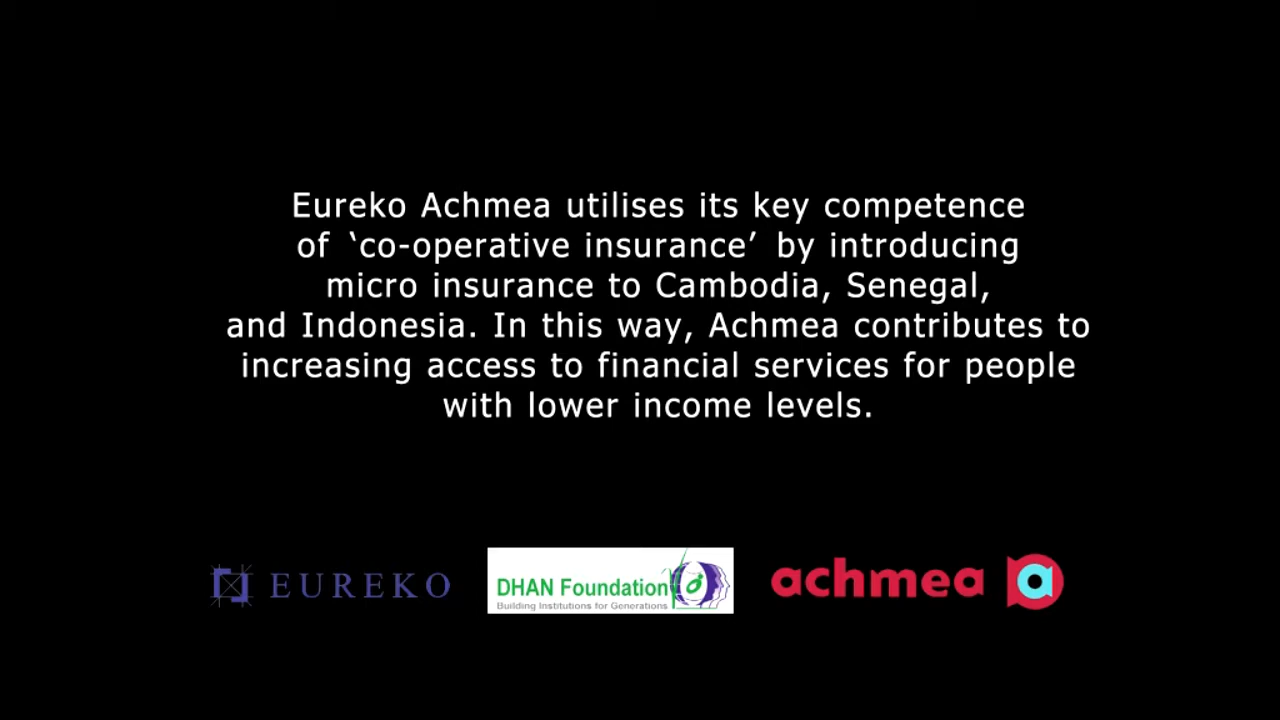 Eureko Achmea utilises its key competence
of ‘co-operative insurance’ by introducing
micro insurance to Cambodia, Senegal,
and Indonesia. In this way, Achmea contributes to
increasing access to financial services for people
with lower income levels.
EUREKO
DHAN Foundation
Building Institutions for Generations
achmea a